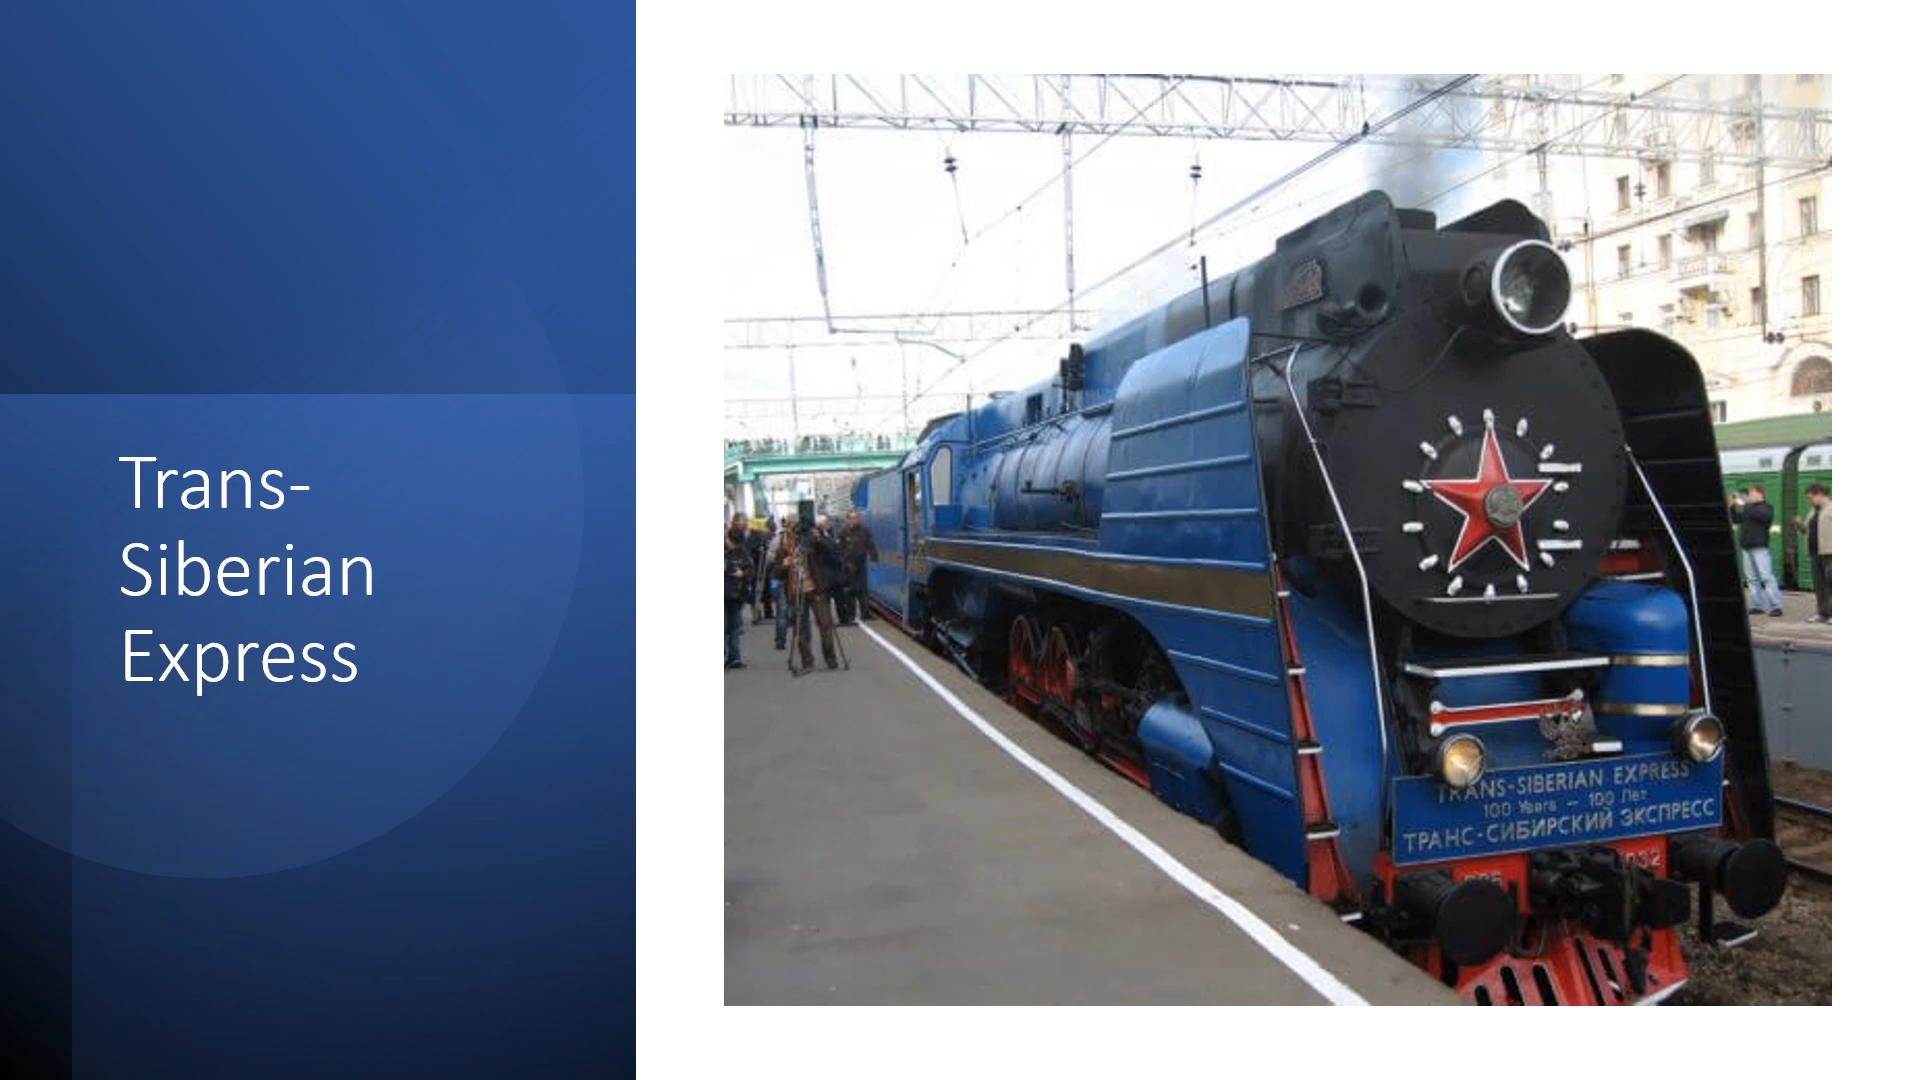 Trans-
Siberian
Express
TRANS-SIBERIAN EXPRESS
100 Years – 100 Лет
ТРАНС-СИБИРСКИЙ ЭКСПРЕСС